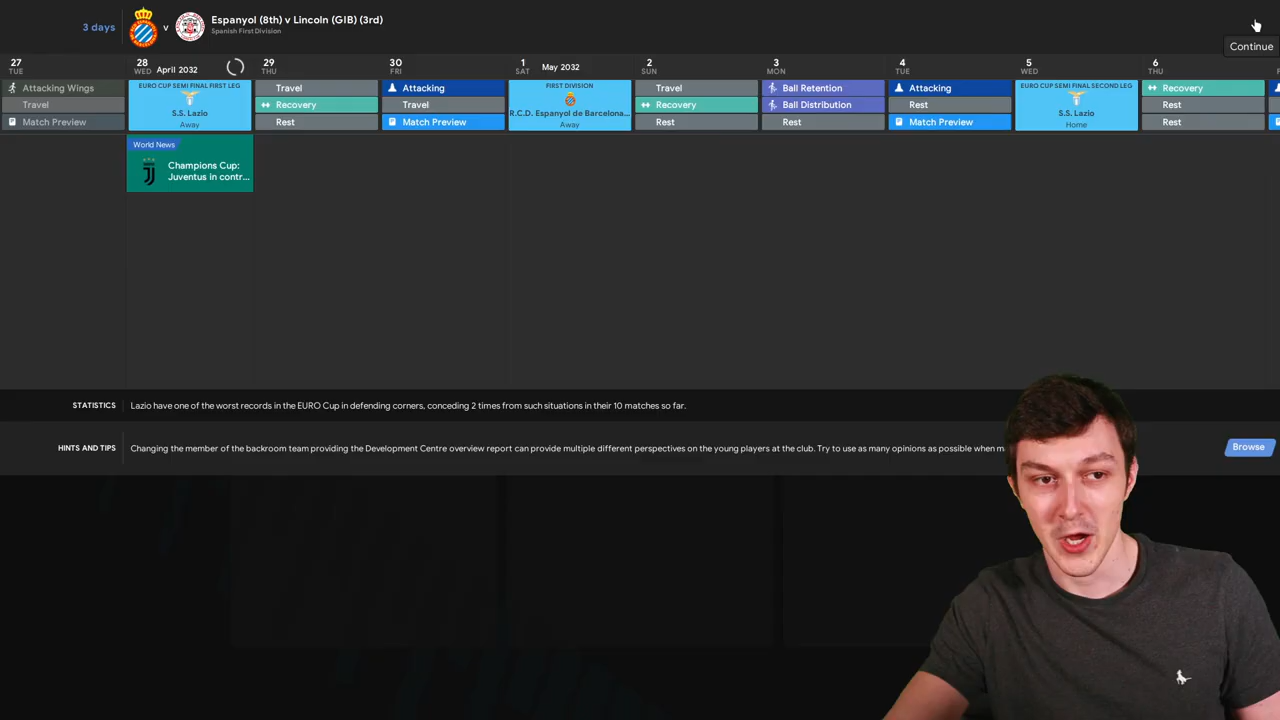 3 days
v
Espanyol (8th) v Lincoln (GIB) (3rd)
Spanish First Division
Continue
27
TUE
28
WED
April 2032
29
THU
30
FRI
1
SAT
May 2032
2
SUN
3
MON
4
TUE
5
WED
6
THU
Attacking Wings
Travel
Match Preview
EURO CUP SEMI FINAL FIRST LEG
S.S. Lazio
Away
Travel
Recovery
Rest
Attacking
Travel
Match Preview
FIRST DIVISION
R.C.D. Espanyol de Barcelona...
Away
Travel
Recovery
Rest
Ball Retention
Ball Distribution
Rest
Attacking
Rest
Match Preview
EURO CUP SEMI FINAL SECOND LEG
S.S. Lazio
Home
Recovery
Rest
Rest
World News
Champions Cup:
Juventus in contr...
STATISTICS
Lazio have one of the worst records in the EURO Cup in defending corners, conceding 2 times from such situations in their 10 matches so far.
HINTS AND TIPS
Changing the member of the backroom team providing the Development Centre overview report can provide multiple different perspectives on the young players at the club. Try to use as many opinions as possible when m
Browse